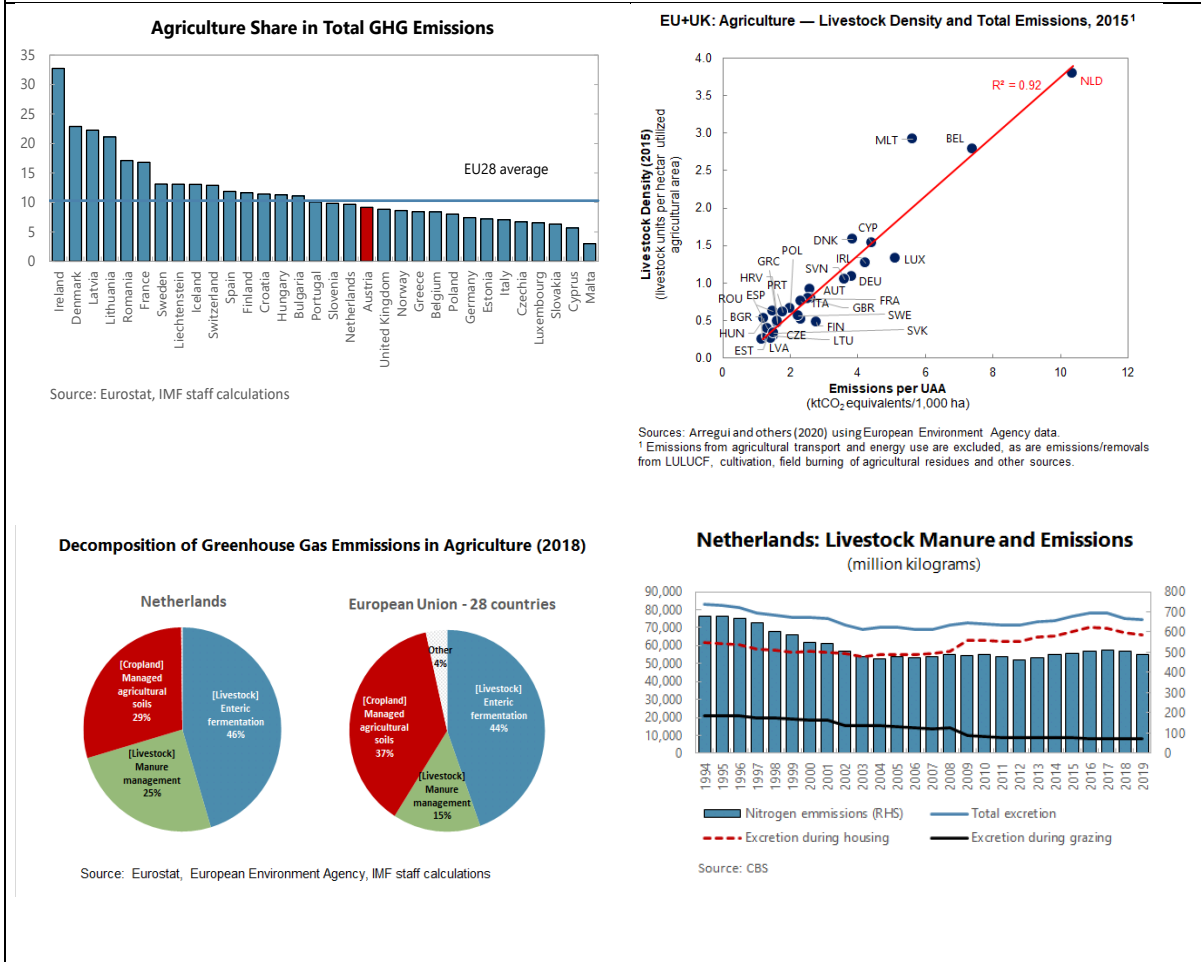 Agriculture Share in Total GHG Emissions
35
30
25
20
15
10
5
0
EU28 average
Ireland
Denmark
Latvia
Lithuania
Romania
France
Sweden
Liechtenstein
Iceland
Switzerland
Spain
Finland
Croatia
Hungary
Bulgaria
Portugal
Slovenia
Netherlands
Austria
United Kingdom
Norway
Greece
Belgium
Poland
Germany
Estonia
Italy
Czechia
Luxembourg
Slovakia
Cyprus
Malta
Source: Eurostat, IMF staff calculations
EU+UK: Agriculture — Livestock Density and Total Emissions, 2015¹
Livestock Density (2015)
(livestock units per hectar utilized
agricultural area)
4.0
3.5
3.0
2.5
2.0
1.5
1.0
0.5
0.0
R² = 0.92
NLD
MLT
BEL
CYP
DNK
POL
IRL
LUX
GRC
SVN
DEU
HRV
PRT
AUT
ESP
FRA
ROU
ITA
GBR
BGR
SWE
FIN
HUN
CZE
SVK
LTU
EST
LVA
0
2
4
6
8
10
12
Emissions per UAA
(ktCO₂ equivalents/1,000 ha)
Sources: Arregui and others (2020) using European Environment Agency data.
¹ Emissions from agricultural transport and energy use are excluded, as are emissions/removals
from LULUCF, cultivation, field burning of agricultural residues and other sources.
Decomposition of Greenhouse Gas Emmissions in Agriculture (2018)
Netherlands
[Cropland]
Managed
agricultural
soils
29%
[Livestock]
Enteric
fermentation
46%
[Livestock]
Manure
management
25%
European Union - 28 countries
Other
4%
[Cropland]
Managed
agricultural
soils
37%
[Livestock]
Enteric
fermentation
44%
[Livestock]
Manure
management
15%
Source: Eurostat, European Environment Agency, IMF staff calculations
Netherlands: Livestock Manure and Emissions
(million kilograms)
90,000
80,000
70,000
60,000
50,000
40,000
30,000
20,000
10,000
0
800
700
600
500
400
300
200
100
0
1994
1995
1996
1997
1998
1999
2000
2001
2002
2003
2004
2005
2006
2007
2008
2009
2010
2011
2012
2013
2014
2015
2016
2017
2018
2019
Nitrogen emmissions (RHS)
Total excretion
Excretion during housing
Excretion during grazing
Source: CBS